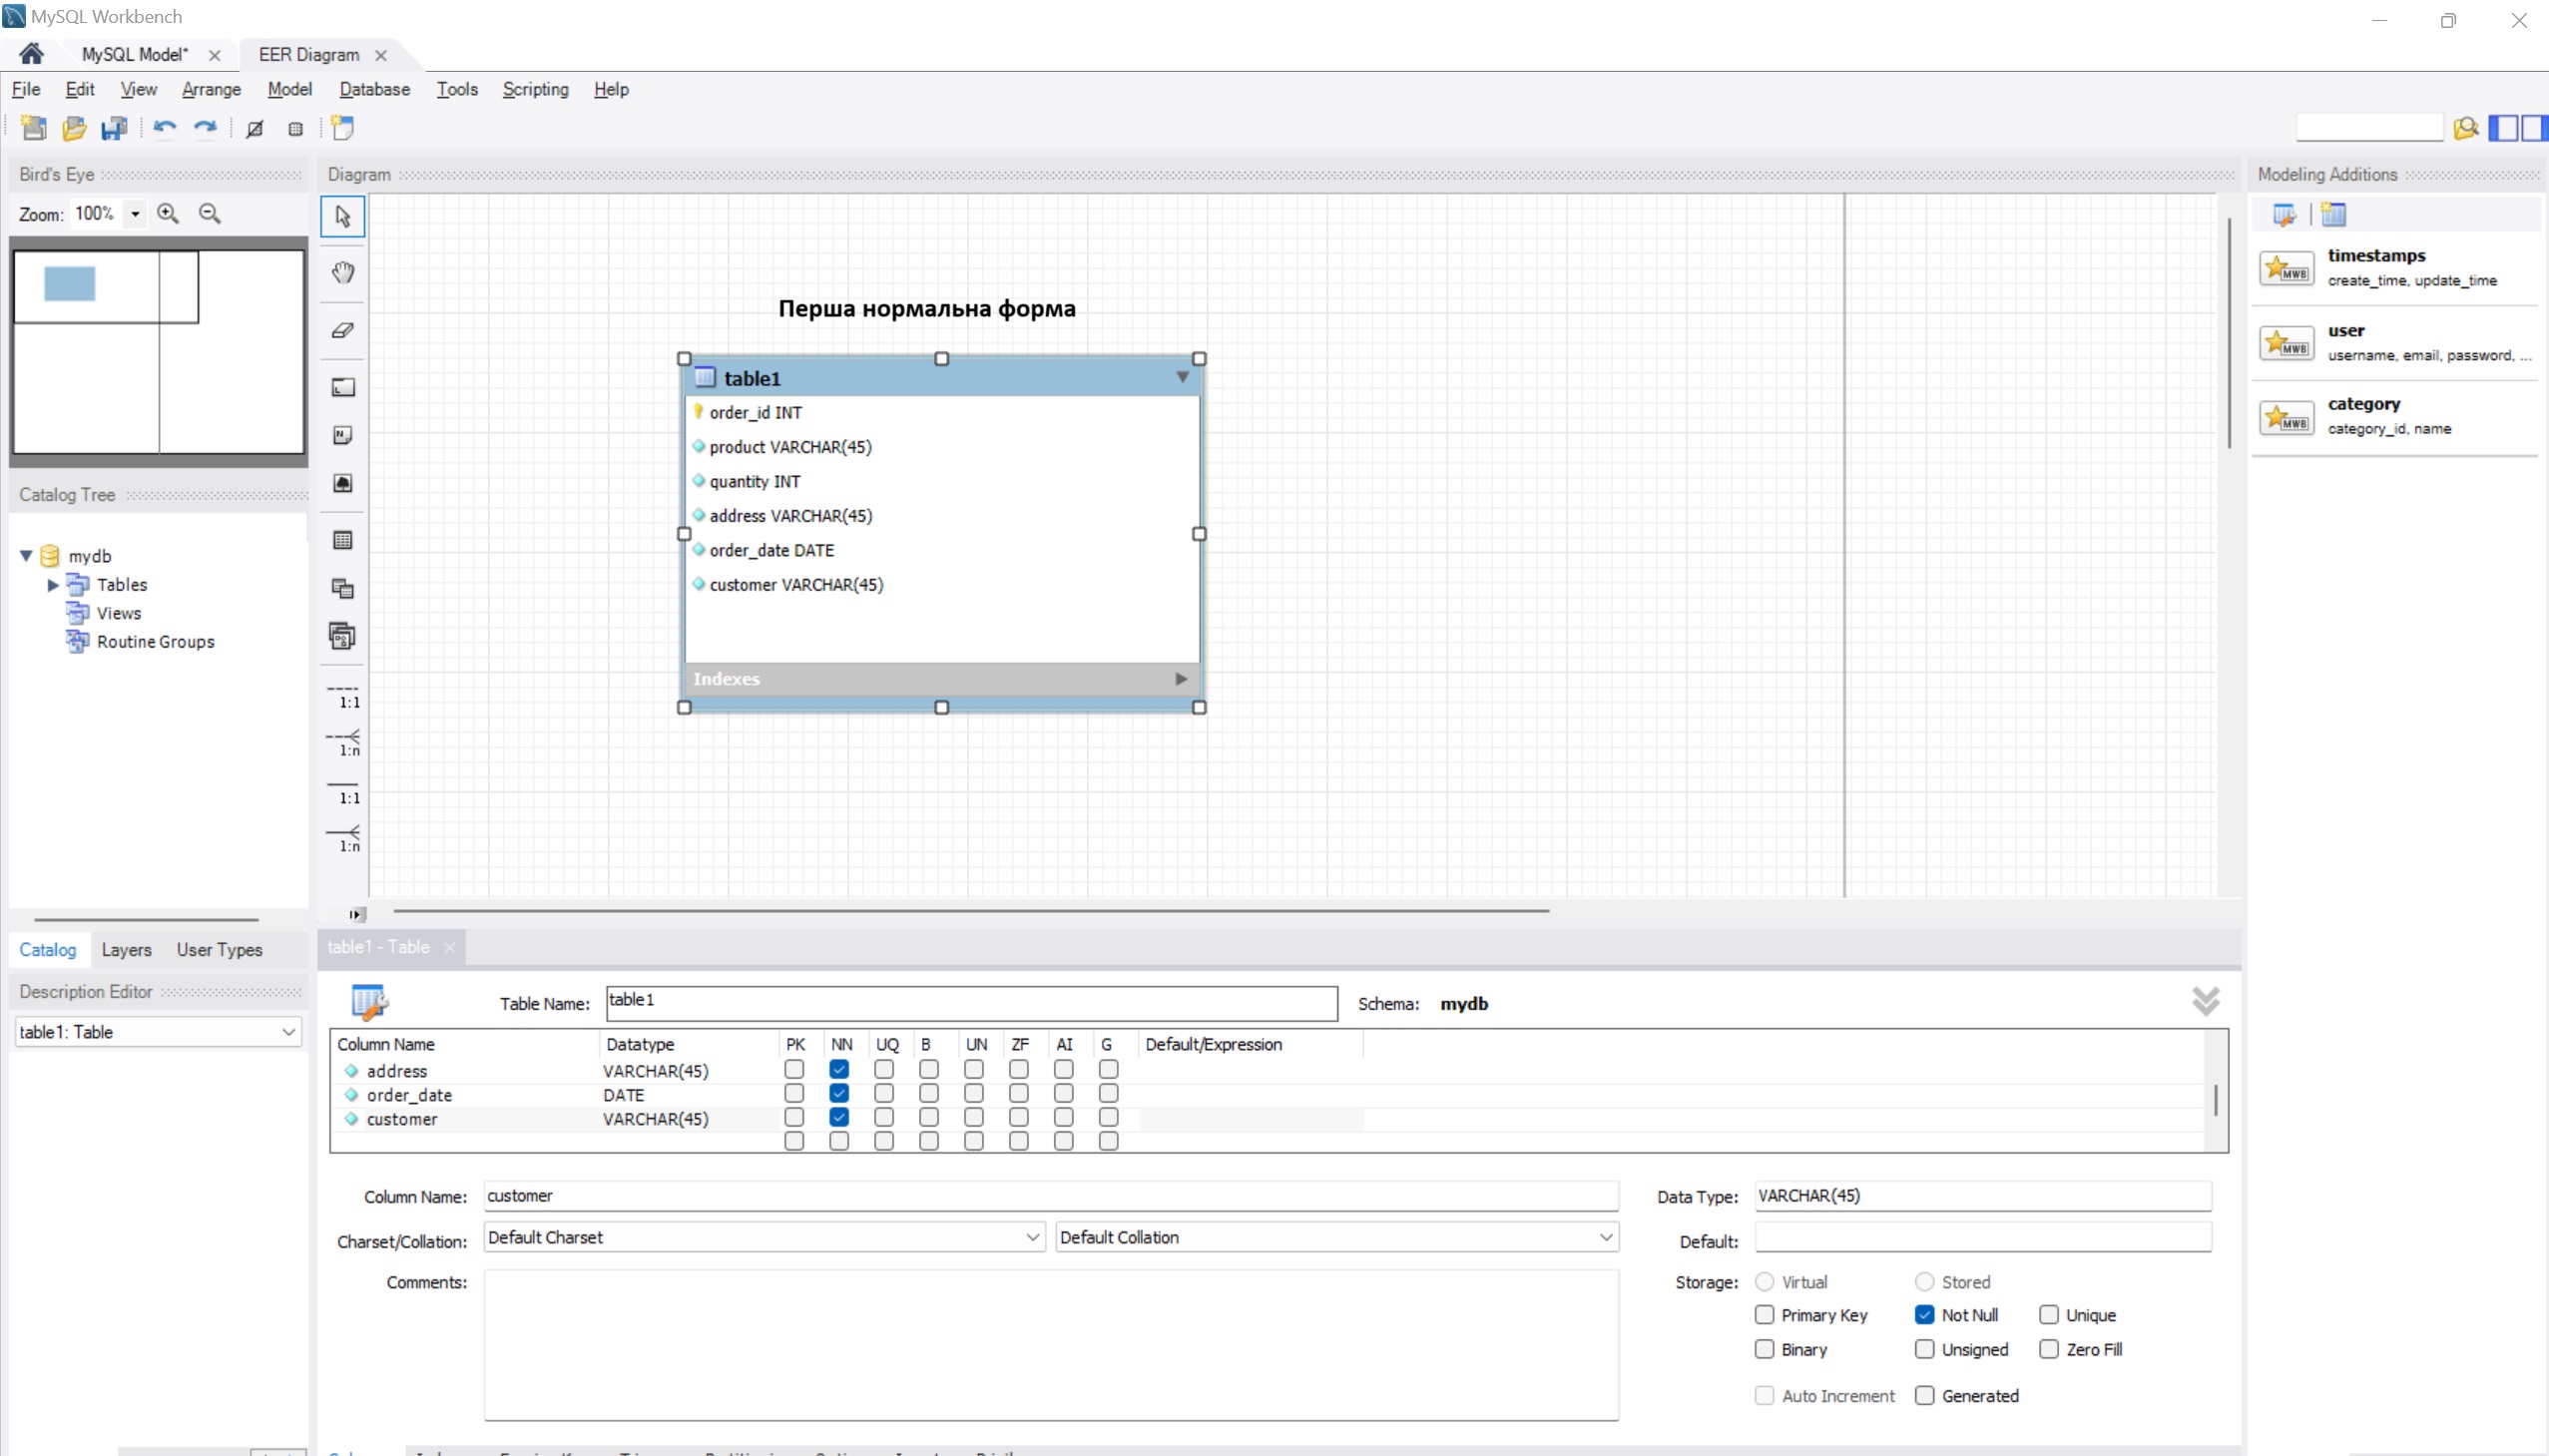 MySQL Workbench
MySQL Model* EER Diagram
File Edit View Arrange Model Database Tools Scripting Help
Bird's Eye
Zoom: 100%
Catalog Tree
mydb
Tables
Views
Routine Groups
Catalog Layers User Types
Description Editor
table1: Table
Diagram
1:1
1:n
1:1
1:n
Перша нормальна форма
table1
order_id INT
product VARCHAR(45)
quantity INT
address VARCHAR(45)
order_date DATE
customer VARCHAR(45)
Indexes
Modeling Additions
MWB
timestamps
create_time, update_time
MWB
user
username, email, password, ...
MWB
category
category_id, name
table1 - Table
Table Name: table1 Schema: mydb
Column Name Datatype PK NN UQ B UN ZF AI G Default/Expression
address VARCHAR(45)
order_date DATE
customer VARCHAR(45)
Column Name: customer Data Type: VARCHAR(45)
Charset/Collation: Default Charset Default Collation Default:
Comments: Storage: Virtual Stored
Primary Key Not Null Unique
Binary Unsigned Zero Fill
Auto Increment Generated